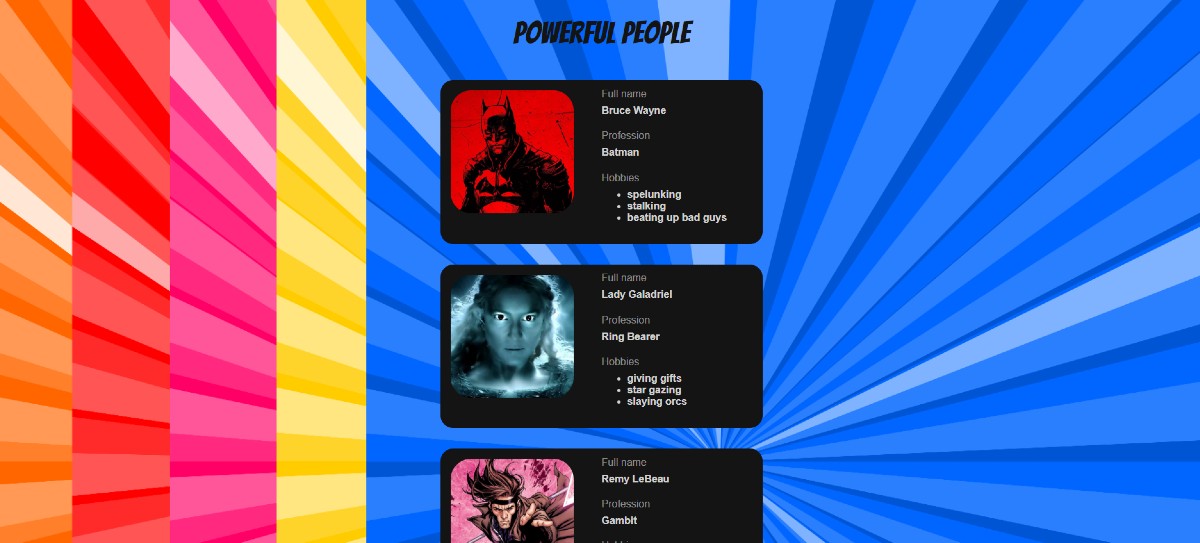 POWERFUL PEOPLE
Full name
Bruce Wayne
Profession
Batman
Hobbies
spelunking
stalking
beating up bad guys
Full name
Lady Galadriel
Profession
Ring Bearer
Hobbies
giving gifts
star gazing
slaying orcs
Full name
Remy LeBeau
Profession
Gambit